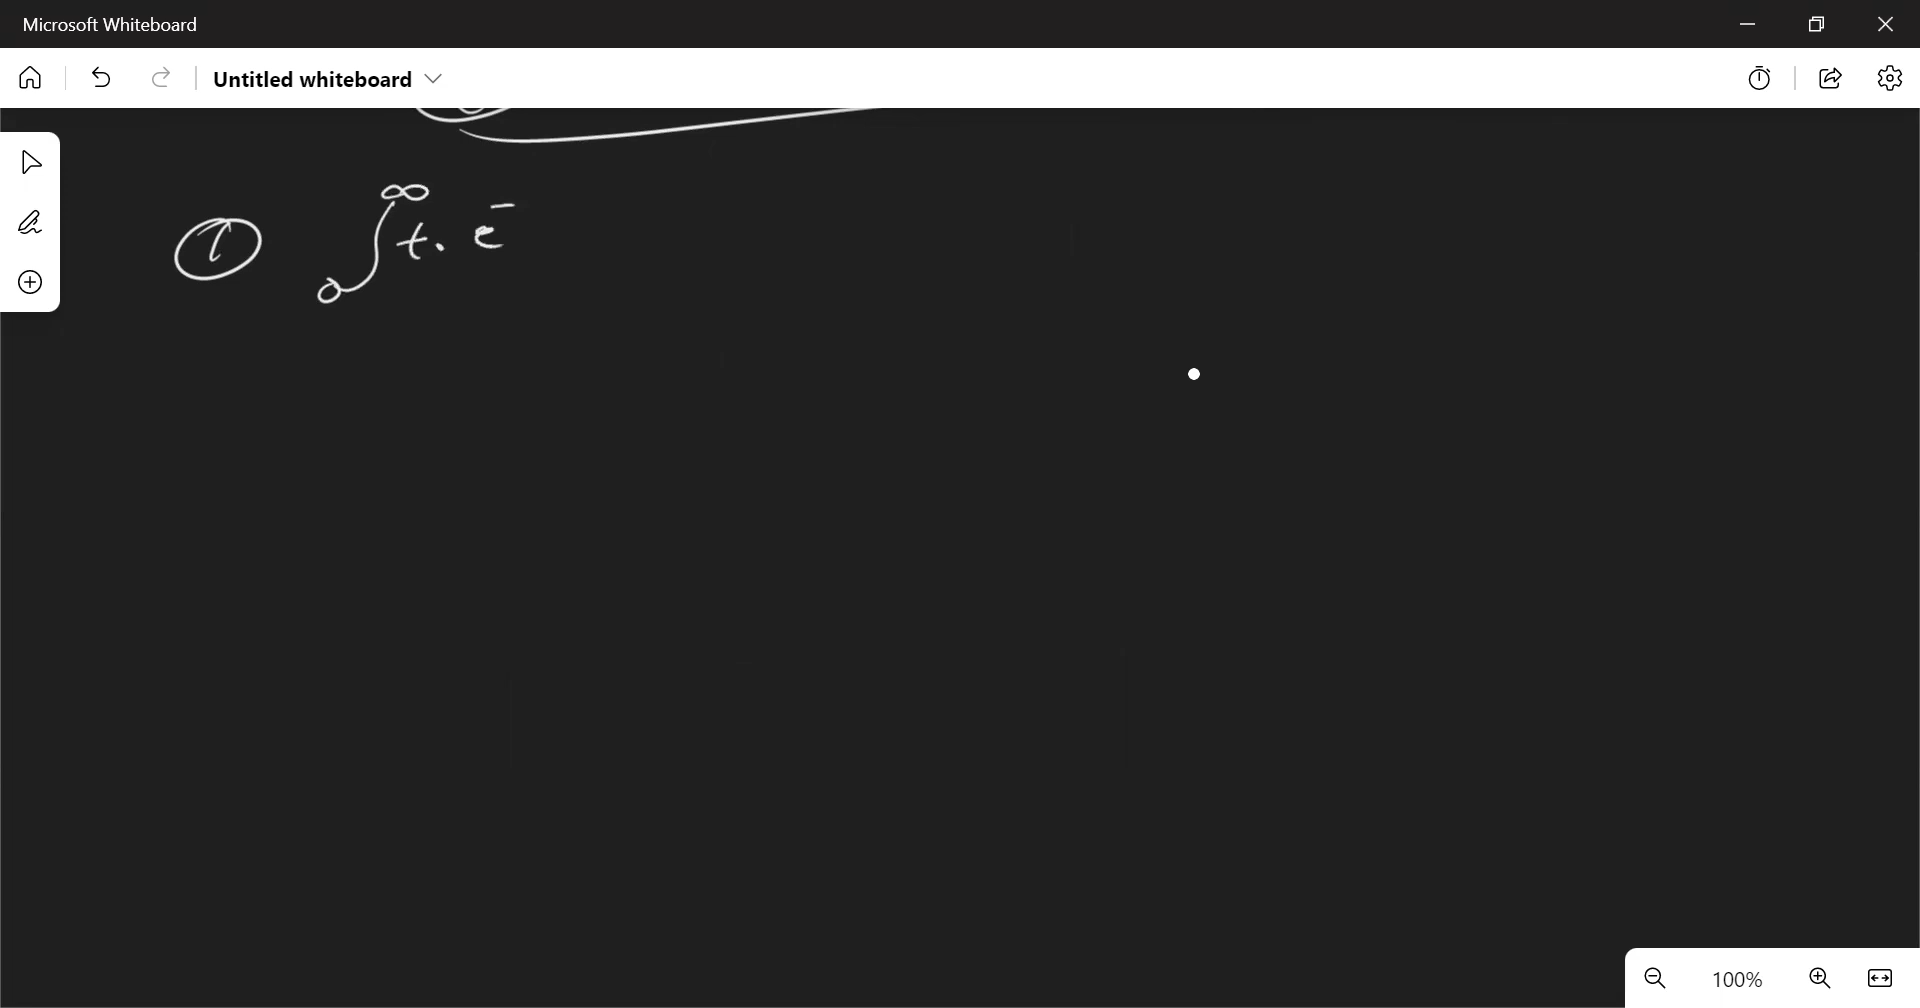 Microsoft Whiteboard
Untitled whiteboard
① ∫₀^∞ t. e⁻
100%